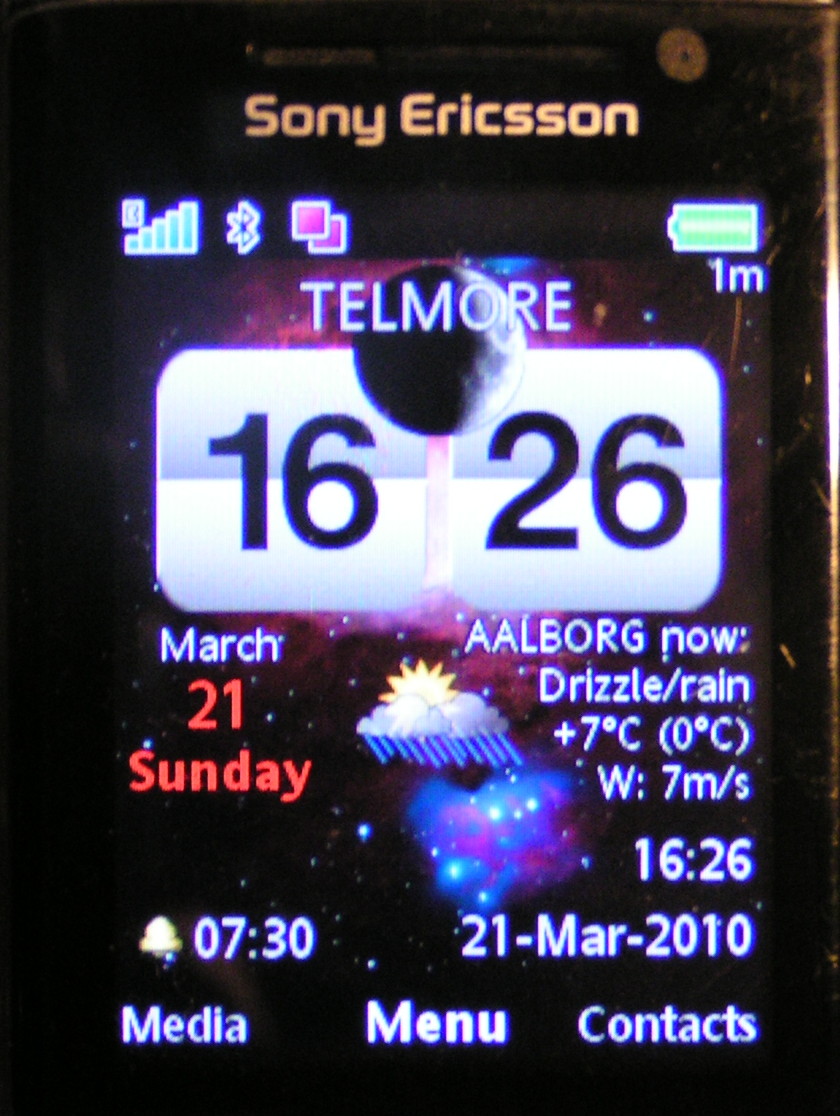 Sony Ericsson
1m
TELMORE
16 26
March
21
Sunday
AALBORG now:
Drizzle/rain
+7°C (0°C)
W: 7m/s
16:26
07:30
21-Mar-2010
Media Menu Contacts